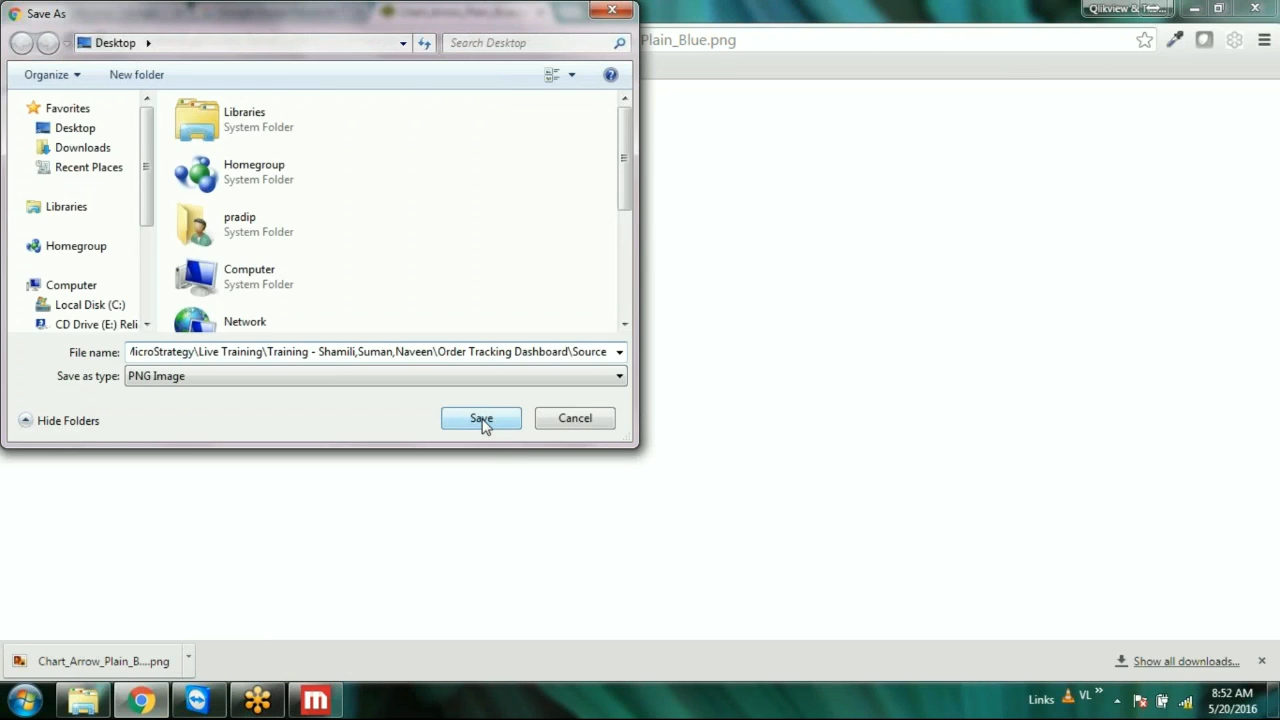 Save As
Qlikview & T...
Desktop
Search Desktop
Plain_Blue.png
Organize
New folder
Favorites
Desktop
Downloads
Recent Places
Libraries
Homegroup
Computer
Local Disk (C:)
CD Drive (E:) Reli
Libraries
System Folder
Homegroup
System Folder
pradip
System Folder
Computer
System Folder
Network
File name:
MicroStrategy\Live Training\Training - Shamili,Suman,Naveen\Order Tracking Dashboard\Source
Save as type:
PNG Image
Hide Folders
Save
Cancel
Chart_Arrow_Plain_B....png
Show all downloads...
Links
VL
8:52 AM
5/20/2016